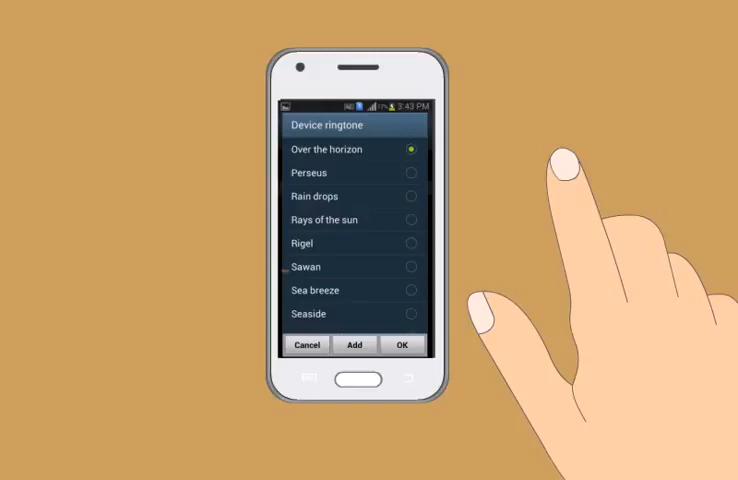 3:43 PM
Device ringtone
Over the horizon
Perseus
Rain drops
Rays of the sun
Rigel
Sawan
Sea breeze
Seaside
Cancel Add OK